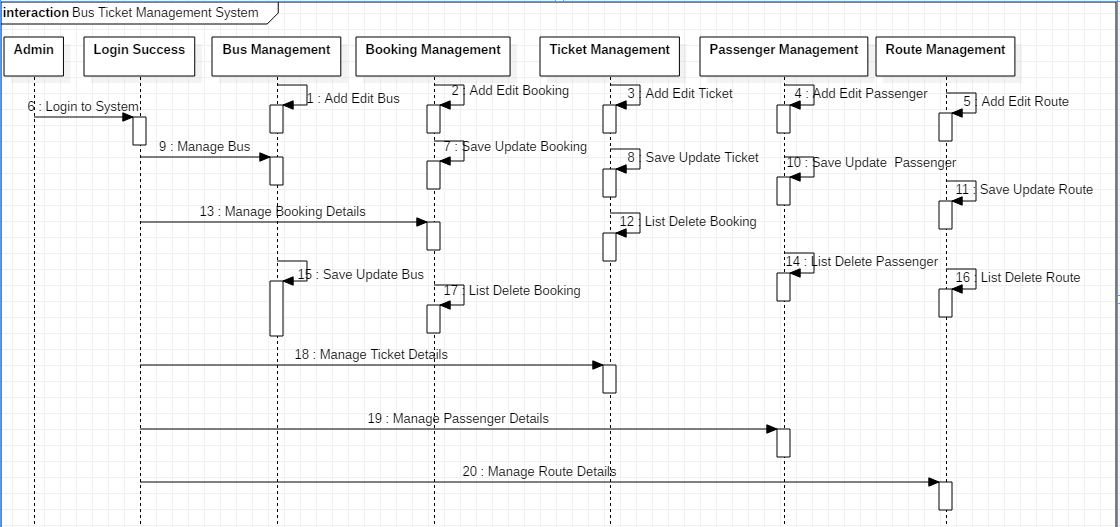 interaction Bus Ticket Management System
Admin
Login Success
Bus Management
Booking Management
Ticket Management
Passenger Management
Route Management
1 : Add Edit Bus
2 : Add Edit Booking
3 : Add Edit Ticket
4 : Add Edit Passenger
5 : Add Edit Route
6 : Login to System
9 : Manage Bus
7 : Save Update Booking
8 : Save Update Ticket
10 : Save Update  Passenger
11 : Save Update Route
13 : Manage Booking Details
12 : List Delete Booking
15 : Save Update Bus
14 : List Delete Passenger
16 : List Delete Route
17 : List Delete Booking
18 : Manage Ticket Details
19 : Manage Passenger Details
20 : Manage Route Details